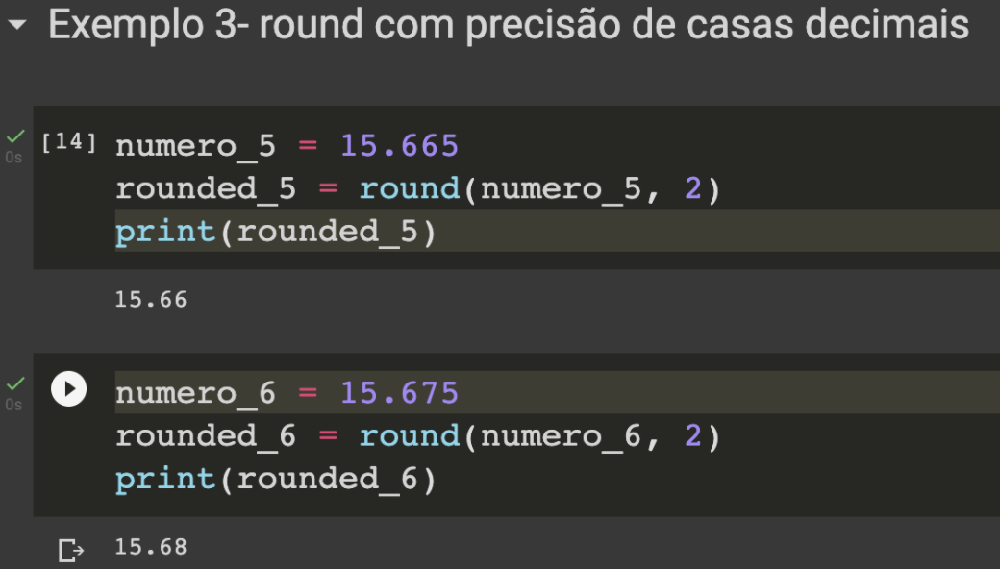 Exemplo 3- round com precisão de casas decimais
[14] numero_5 = 15.665
0s
rounded_5 = round(numero_5, 2)
print(rounded_5)
15.66
numero_6 = 15.675
0s
rounded_6 = round(numero_6, 2)
print(rounded_6)
15.68